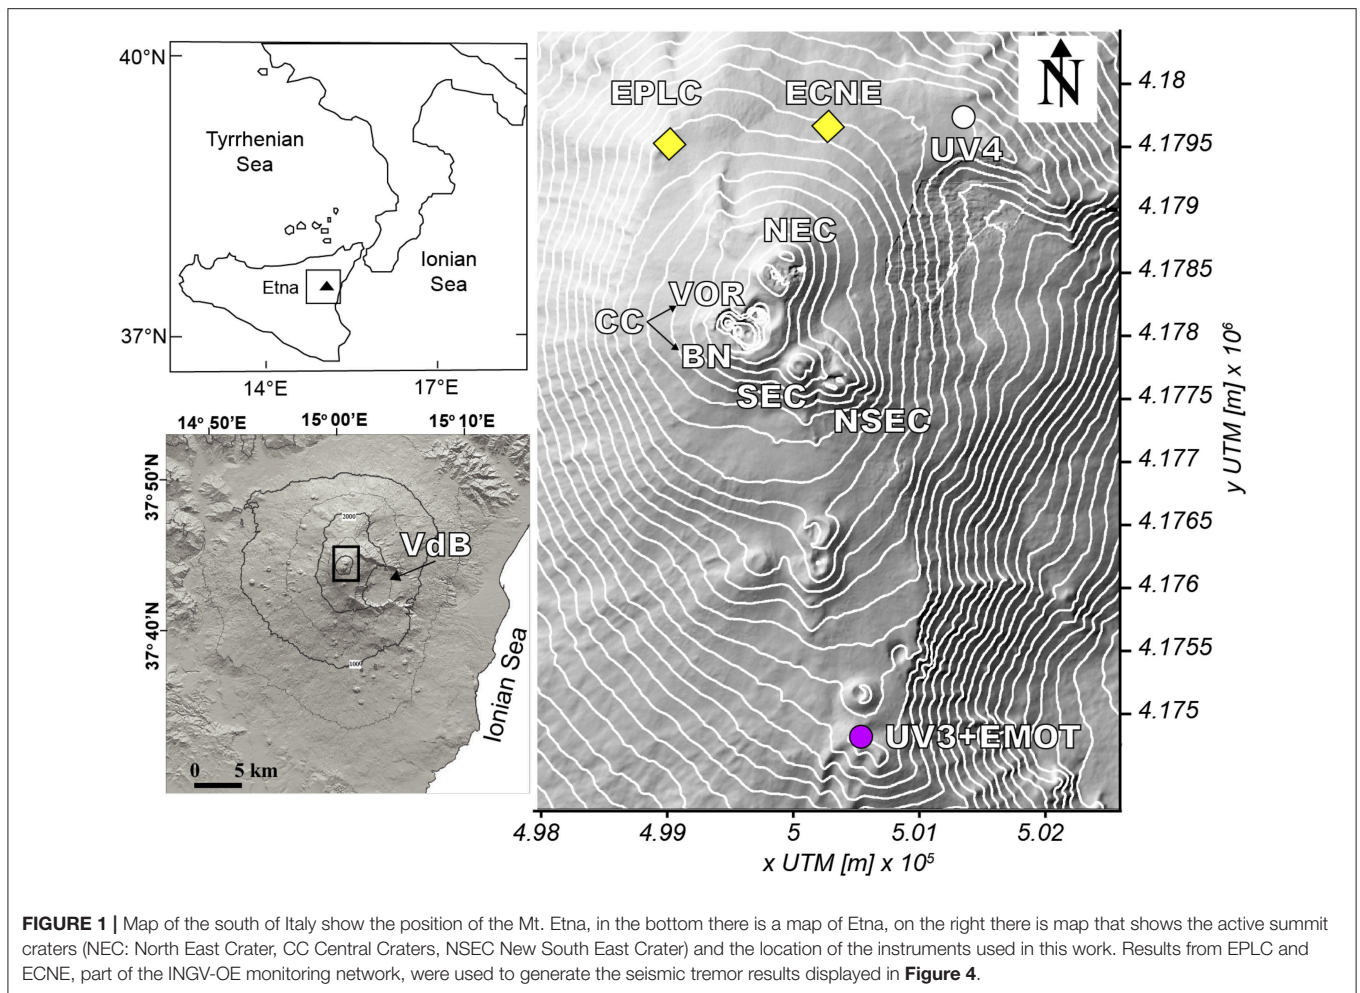 40°N
Tyrrhenian
Sea
Ionian
Sea
Etna
37°N
14°E
17°E
14° 50'E
15° 00'E
15° 10'E
37° 50'N
37° 40'N
2000
1000
VdB
Ionian Sea
0 5 km
EPLC
ECNE
UV4
N
NEC
VOR
CC
BN
SEC
NSEC
UV3+EMOT
4.18
4.1795
4.179
4.1785
4.178
4.1775
4.177
4.1765
4.176
4.1755
4.175
y UTM [m] x 10⁶
4.98
4.99
5
5.01
5.02
x UTM [m] x 10⁵
FIGURE 1 | Map of the south of Italy show the position of the Mt. Etna, in the bottom there is a map of Etna, on the right there is map that shows the active summit
craters (NEC: North East Crater, CC Central Craters, NSEC New South East Crater) and the location of the instruments used in this work. Results from EPLC and
ECNE, part of the INGV-OE monitoring network, were used to generate the seismic tremor results displayed in Figure 4.